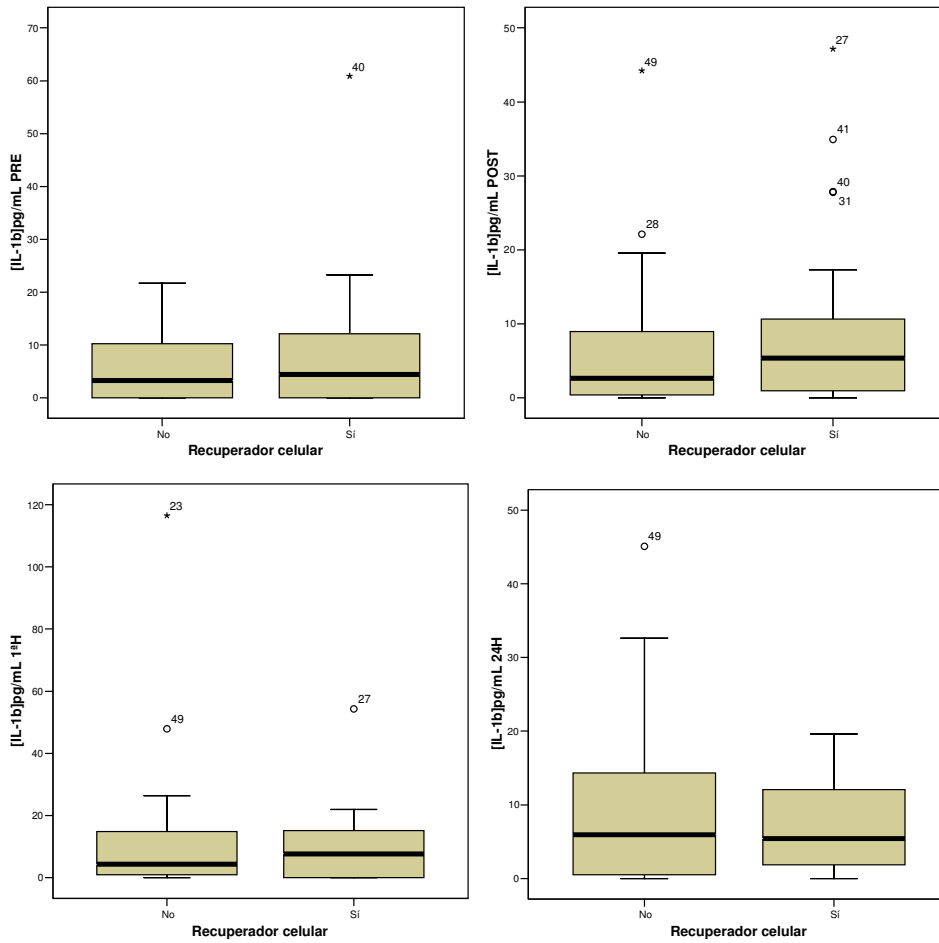 [IL-1b]pg/mL PRE
70
60
50
40
30
20
10
0
40
No
Sí
Recuperador celular
[IL-1b]pg/mL POST
50
40
30
20
10
0
49
28
27
41
40
31
No
Sí
Recuperador celular
[IL-1b]pg/mL 1ªH
120
100
80
60
40
20
0
23
49
27
No
Sí
Recuperador celular
[IL-1b]pg/mL 24H
50
40
30
20
10
0
49
No
Sí
Recuperador celular